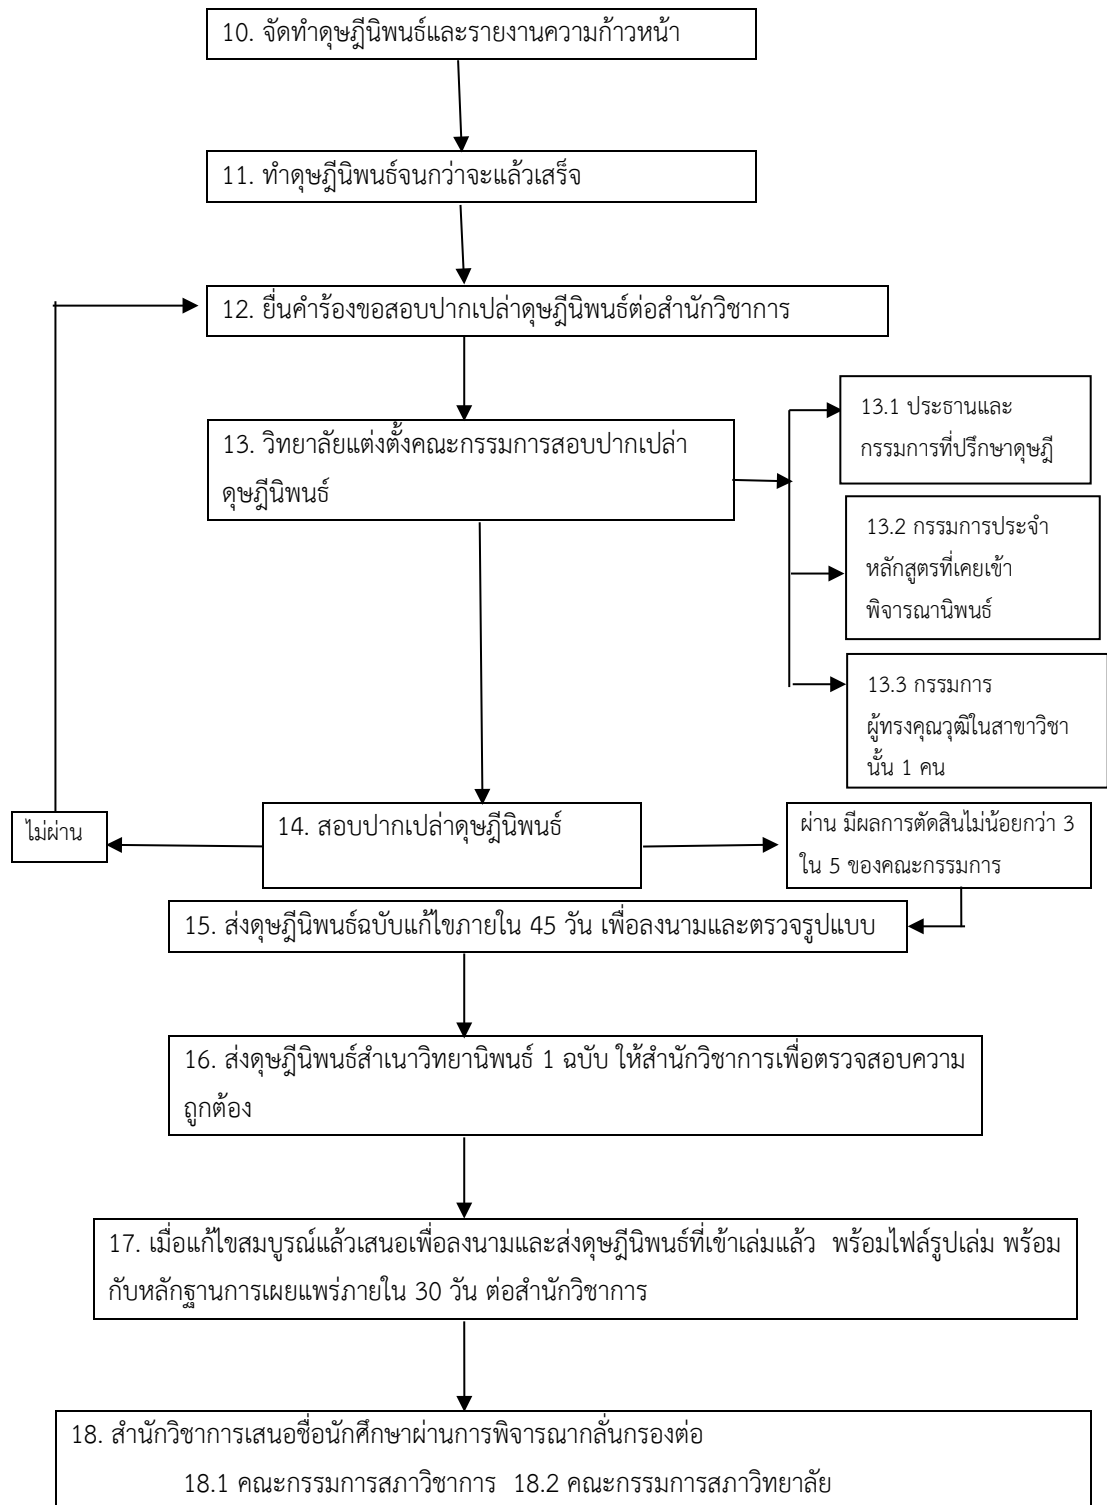 10. จัดทำดุษฎีนิพนธ์และรายงานความก้าวหน้า
11. ทำดุษฎีนิพนธ์จนกว่าจะแล้วเสร็จ
12. ยื่นคำร้องขอสอบปากเปล่าดุษฎีนิพนธ์ต่อสำนักวิชาการ
13. วิทยาลัยแต่งตั้งคณะกรรมการสอบปากเปล่า
ดุษฎีนิพนธ์
13.1 ประธานและ
กรรมการที่ปรึกษาดุษฎี
13.2 กรรมการประจำ
หลักสูตรที่เคยเข้า
พิจารณานิพนธ์
13.3 กรรมการ
ผู้ทรงคุณวุฒิในสาขาวิชา
นั้น 1 คน
ไม่ผ่าน
14. สอบปากเปล่าดุษฎีนิพนธ์
ผ่าน มีผลการตัดสินไม่น้อยกว่า 3
ใน 5 ของคณะกรรมการ
15. ส่งดุษฎีนิพนธ์ฉบับแก้ไขภายใน 45 วัน เพื่อลงนามและตรวจรูปแบบ
16. ส่งดุษฎีนิพนธ์สำเนาวิทยานิพนธ์ 1 ฉบับ ให้สำนักวิชาการเพื่อตรวจสอบความ
ถูกต้อง
17. เมื่อแก้ไขสมบูรณ์แล้วเสนอเพื่อลงนามและส่งดุษฎีนิพนธ์ที่เข้าเล่มแล้ว พร้อมไฟล์รูปเล่ม พร้อม
กับหลักฐานการเผยแพร่ภายใน 30 วัน ต่อสำนักวิชาการ
18. สำนักวิชาการเสนอชื่อนักศึกษาผ่านการพิจารณากลั่นกรองต่อ
18.1 คณะกรรมการสภาวิชาการ 18.2 คณะกรรมการสภาวิทยาลัย